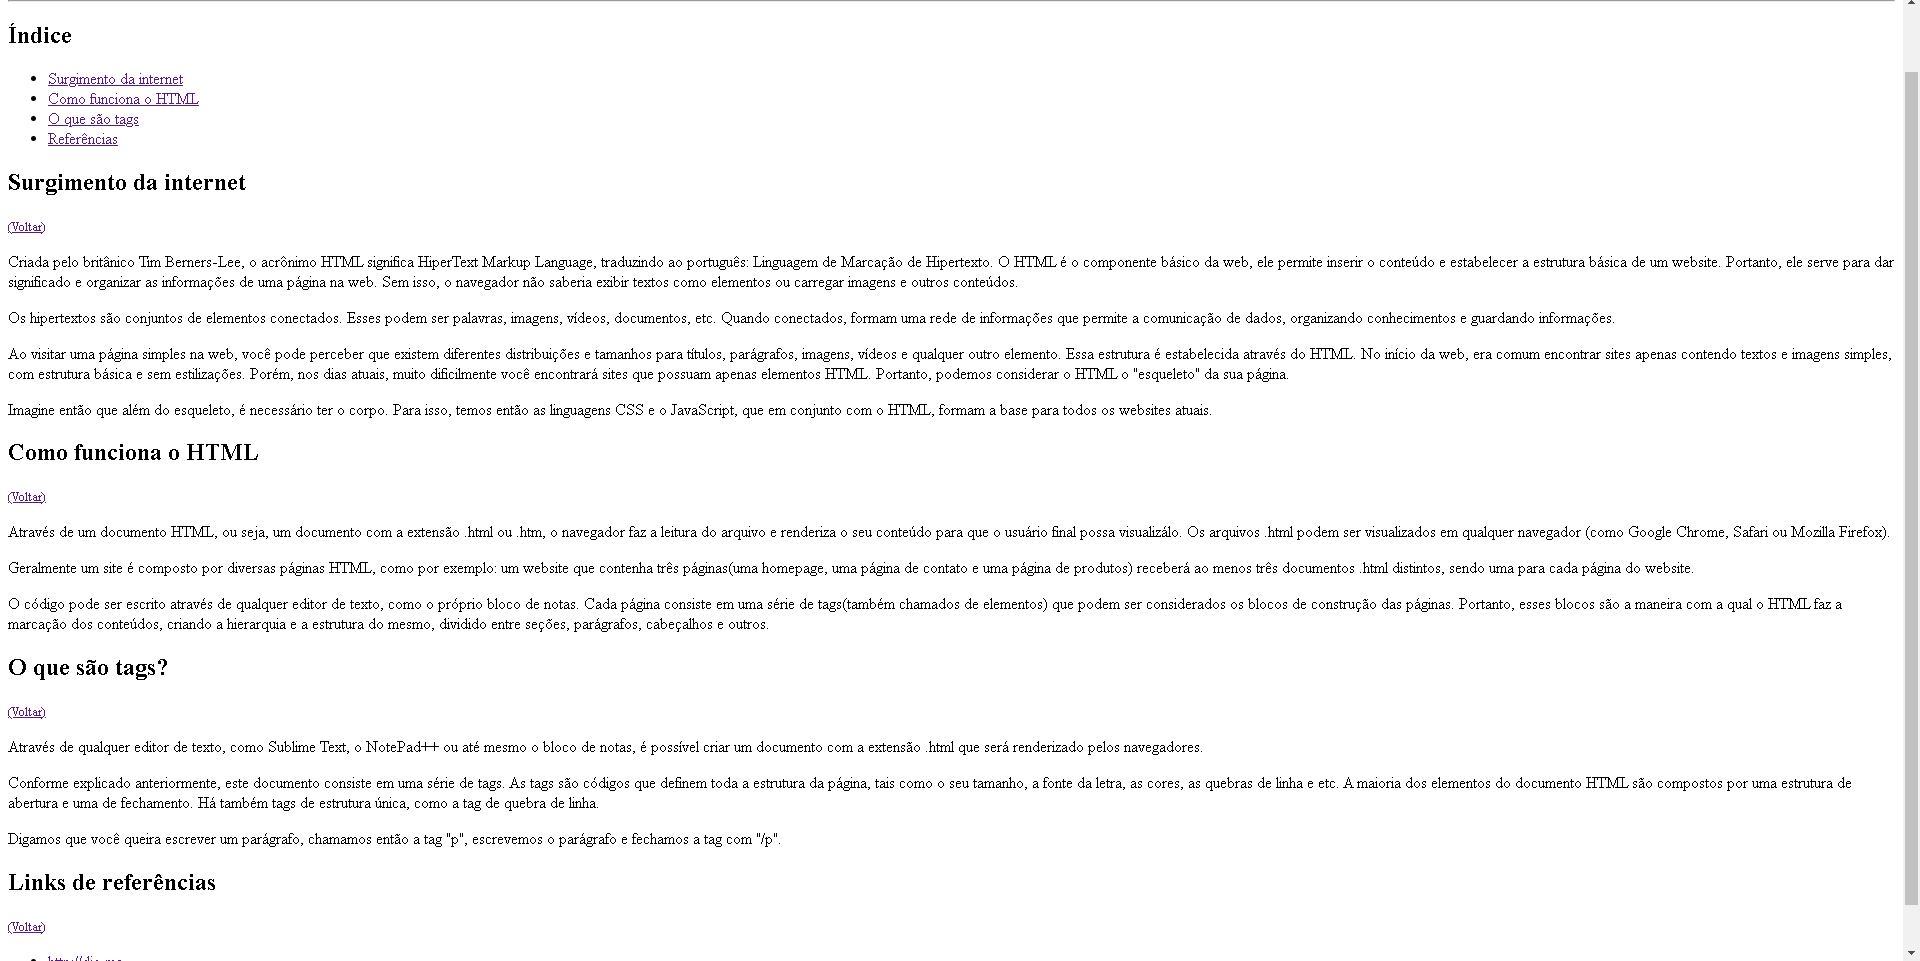 Índice
Surgimento da internet
Como funciona o HTML
O que são tags
Referências
Surgimento da internet
(Voltar)
Criada pelo britânico Tim Berners-Lee, o acrônimo HTML significa HiperText Markup Language, traduzindo ao português: Linguagem de Marcação de Hipertexto. O HTML é o componente básico da web, ele permite inserir o conteúdo e estabelecer a estrutura básica de um website. Portanto, ele serve para dar
significado e organizar as informações de uma página na web. Sem isso, o navegador não saberia exibir textos como elementos ou carregar imagens e outros conteúdos.
Os hipertextos são conjuntos de elementos conectados. Esses podem ser palavras, imagens, vídeos, documentos, etc. Quando conectados, formam uma rede de informações que permite a comunicação de dados, organizando conhecimentos e guardando informações.
Ao visitar uma página simples na web, você pode perceber que existem diferentes distribuições e tamanhos para títulos, parágrafos, imagens, vídeos e qualquer outro elemento. Essa estrutura é estabelecida através do HTML. No início da web, era comum encontrar sites apenas contendo textos e imagens simples,
com estrutura básica e sem estilizações. Porém, nos dias atuais, muito dificilmente você encontrará sites que possuam apenas elementos HTML. Portanto, podemos considerar o HTML o "esqueleto" da sua página.
Imagine então que além do esqueleto, é necessário ter o corpo. Para isso, temos então as linguagens CSS e o JavaScript, que em conjunto com o HTML, formam a base para todos os websites atuais.
Como funciona o HTML
(Voltar)
Através de um documento HTML, ou seja, um documento com a extensão .html ou .htm, o navegador faz a leitura do arquivo e renderiza o seu conteúdo para que o usuário final possa visualizálo. Os arquivos .html podem ser visualizados em qualquer navegador (como Google Chrome, Safari ou Mozilla Firefox).
Geralmente um site é composto por diversas páginas HTML, como por exemplo: um website que contenha três páginas(uma homepage, uma página de contato e uma página de produtos) receberá ao menos três documentos .html distintos, sendo uma para cada página do website.
O código pode ser escrito através de qualquer editor de texto, como o próprio bloco de notas. Cada página consiste em uma série de tags(também chamados de elementos) que podem ser considerados os blocos de construção das páginas. Portanto, esses blocos são a maneira com a qual o HTML faz a
marcação dos conteúdos, criando a hierarquia e a estrutura do mesmo, dividido entre seções, parágrafos, cabeçalhos e outros.
O que são tags?
(Voltar)
Através de qualquer editor de texto, como Sublime Text, o NotePad++ ou até mesmo o bloco de notas, é possível criar um documento com a extensão .html que será renderizado pelos navegadores.
Conforme explicado anteriormente, este documento consiste em uma série de tags. As tags são códigos que definem toda a estrutura da página, tais como o seu tamanho, a fonte da letra, as cores, as quebras de linha e etc. A maioria dos elementos do documento HTML são compostos por uma estrutura de
abertura e uma de fechamento. Há também tags de estrutura única, como a tag de quebra de linha.
Digamos que você queira escrever um parágrafo, chamamos então a tag "p", escrevemos o parágrafo e fechamos a tag com "/p".
Links de referências
(Voltar)